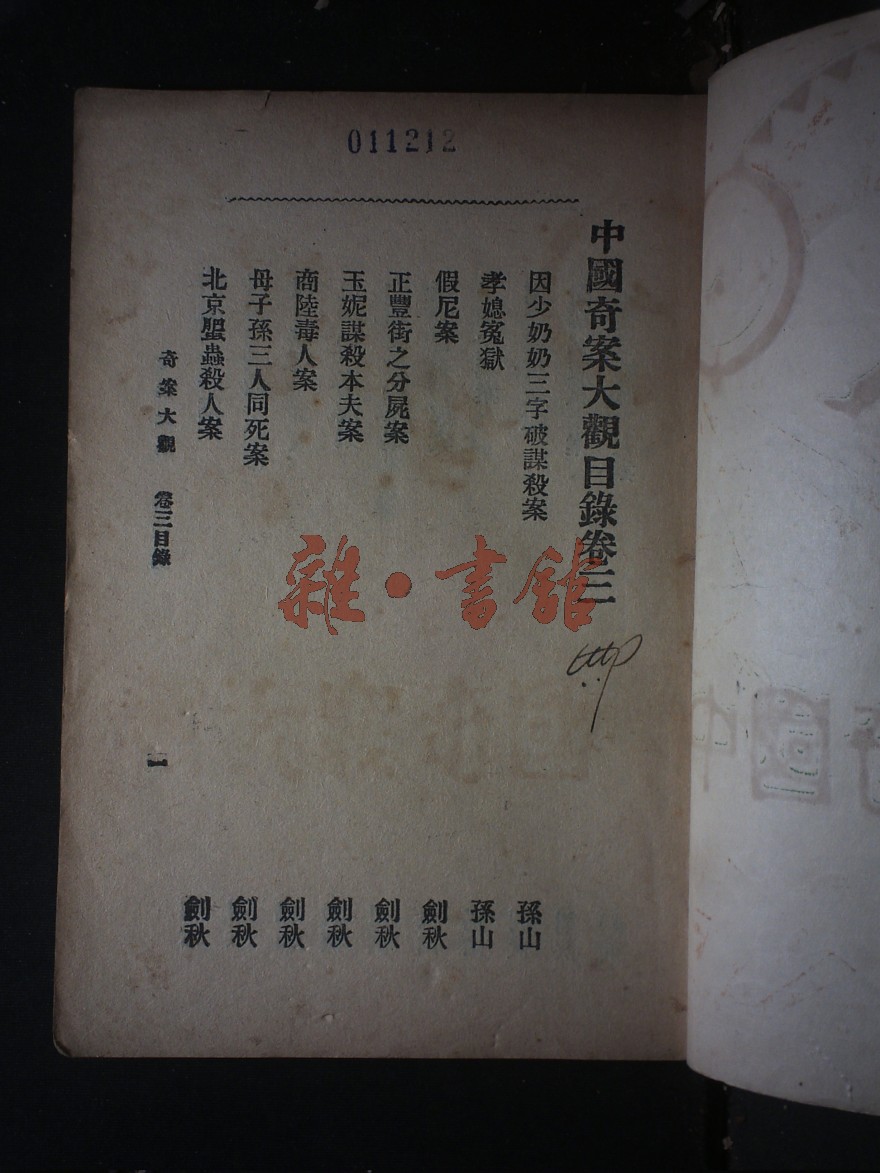 011212
中國奇案大觀目錄卷三
因少奶奶三字破謀殺案 孫山
孝媳冤獄 孫山
假尼案 劍秋
正豐街之分屍案 劍秋
玉妮謀殺本夫案 劍秋
商陸毒人案 劍秋
母子孫三人同死案 劍秋
北京䀉蟲殺人案 劍秋
奇案大觀 卷三目錄 一
雜·書館
國中